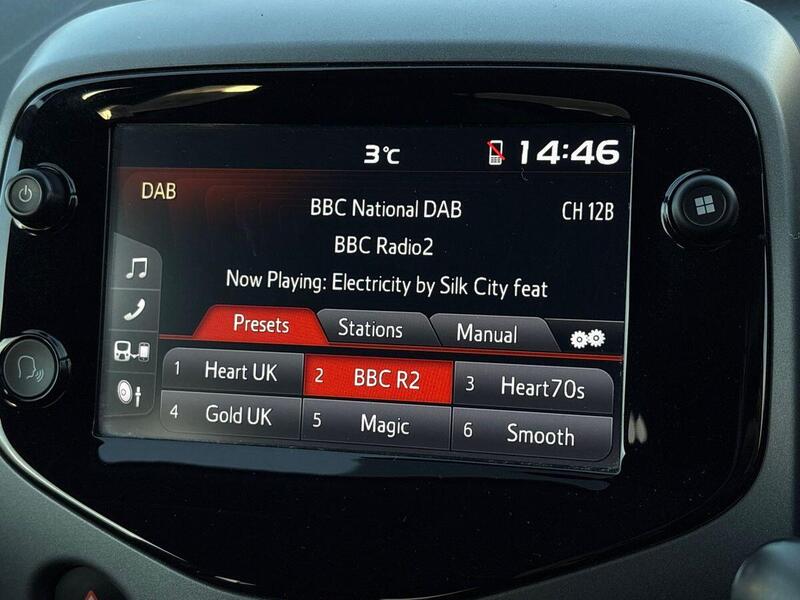 3°C 14:46
DAB
BBC National DAB CH 12B
BBC Radio2
Now Playing: Electricity by Silk City feat
Presets Stations Manual
1 Heart UK 2 BBC R2 3 Heart70s
4 Gold UK 5 Magic 6 Smooth